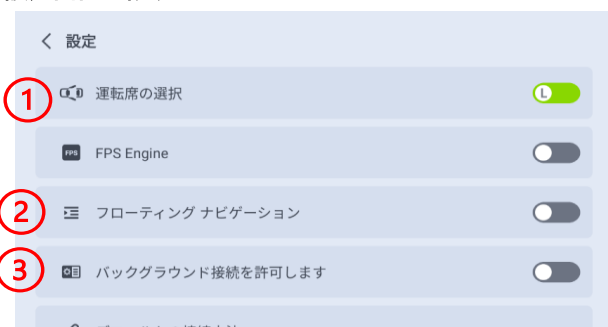 設定
① 運転席の選択 L
FPS FPS Engine
② フローティング ナビゲーション
③ バックグラウンド接続を許可します